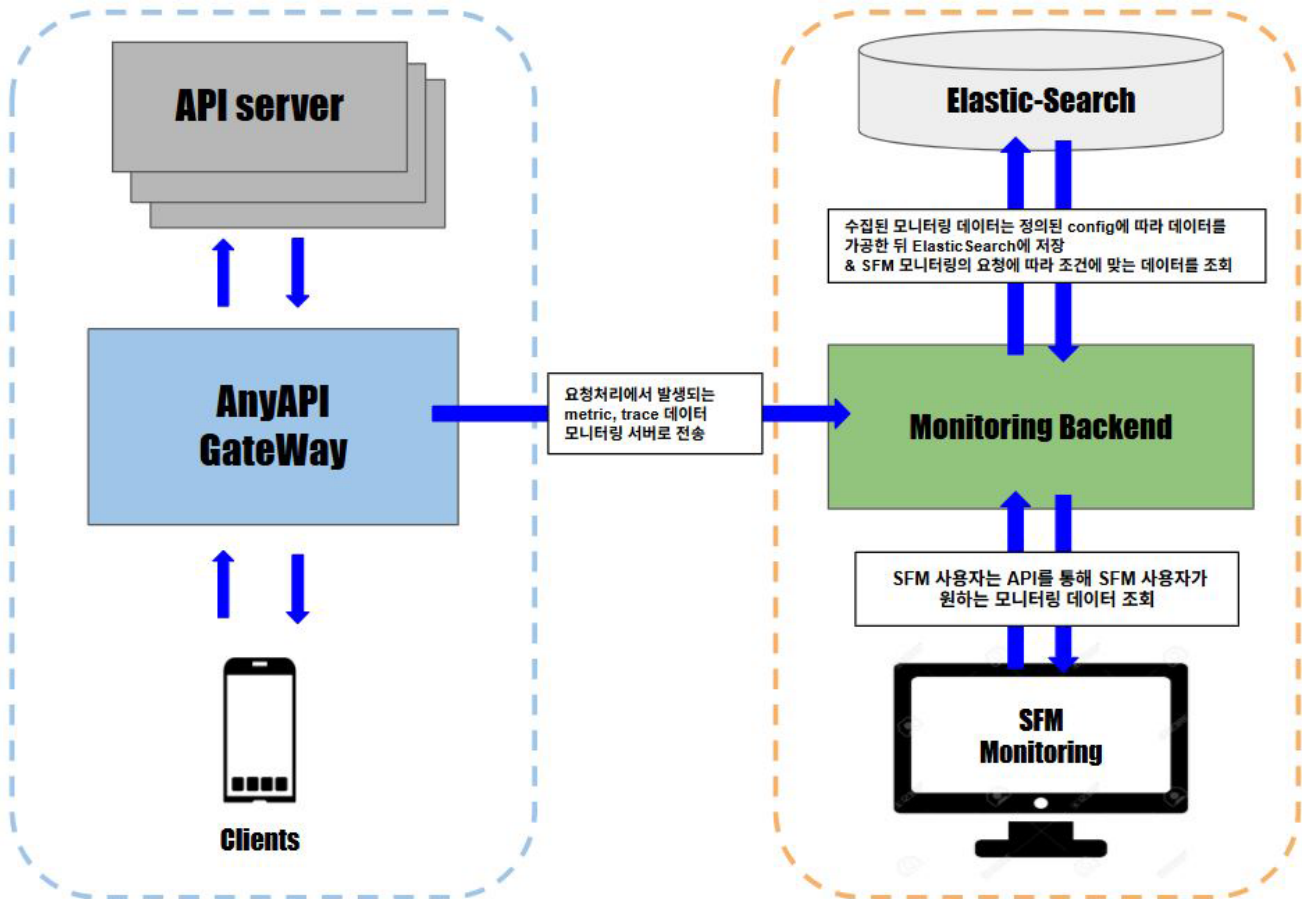 API server
AnyAPI
GateWay
Clients
요청처리에서 발생되는
metric, trace 데이터
모니터링 서버로 전송
Elastic-Search
수집된 모니터링 데이터는 정의된 config에 따라 데이터를
가공한 뒤 ElasticSearch에 저장
& SFM 모니터링의 요청에 따라 조건에 맞는 데이터를 조회
Monitoring Backend
SFM 사용자는 API를 통해 SFM 사용자가
원하는 모니터링 데이터 조회
SFM
Monitoring